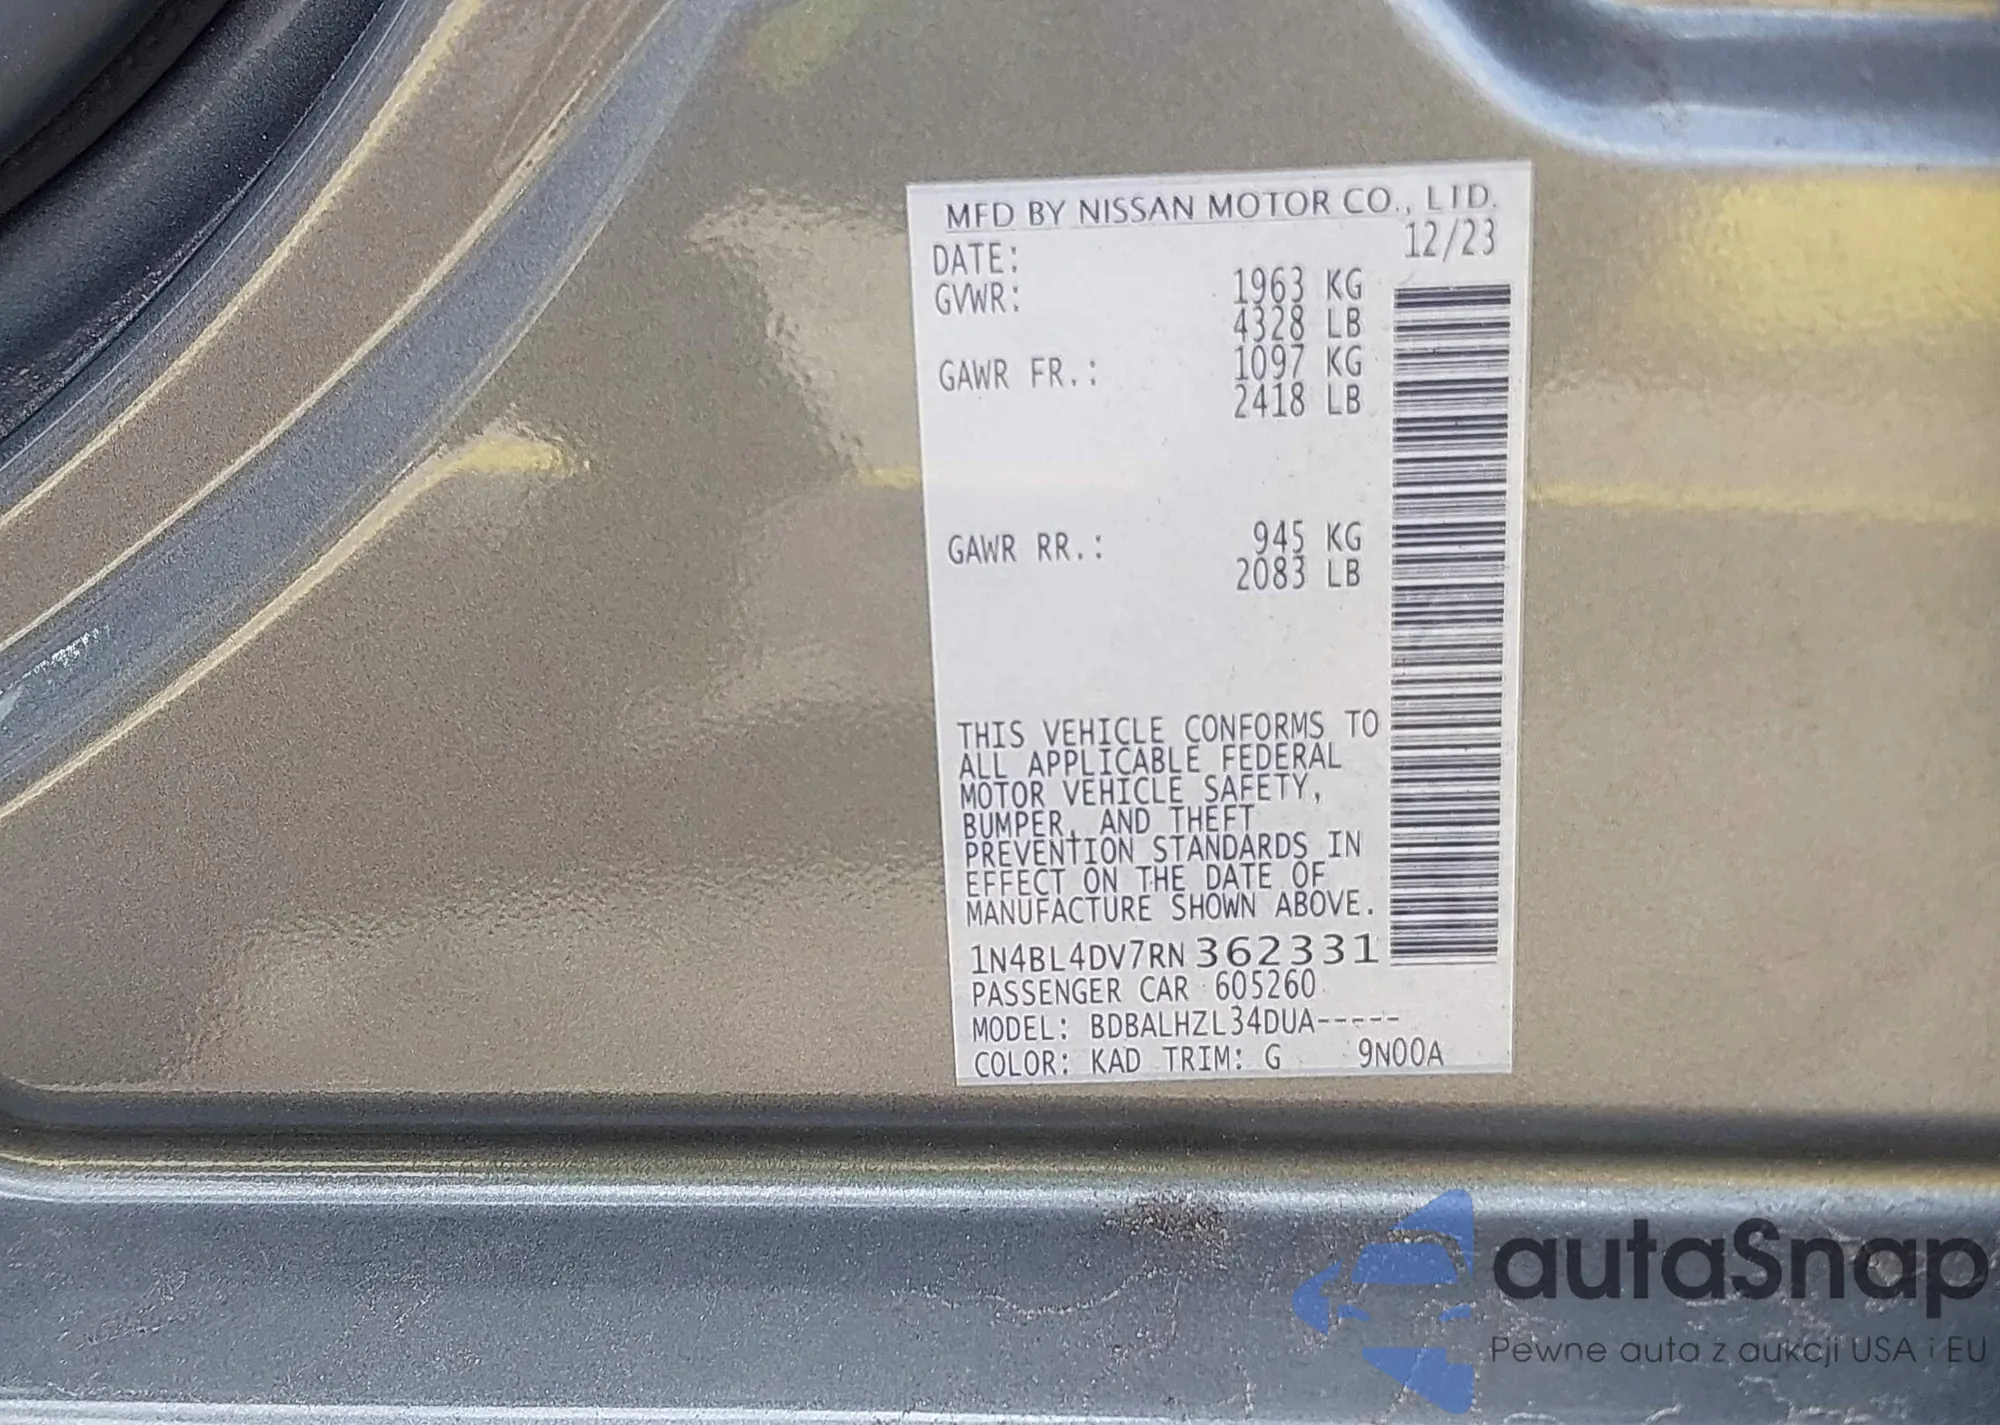 MFD BY NISSAN MOTOR CO., LTD.
DATE: 12/23
GVWR: 1963 KG
4328 LB
GAWR FR.: 1097 KG
2418 LB
GAWR RR.: 945 KG
2083 LB
THIS VEHICLE CONFORMS TO
ALL APPLICABLE FEDERAL
MOTOR VEHICLE SAFETY,
BUMPER, AND THEFT
PREVENTION STANDARDS IN
EFFECT ON THE DATE OF
MANUFACTURE SHOWN ABOVE.
1N4BL4DV7RN 362331
PASSENGER CAR 605260
MODEL: BDBALHZL34DUA-----
COLOR: KAD TRIM: G 9N00A
autaSnap
Pewne auta z aukcji USA i EU